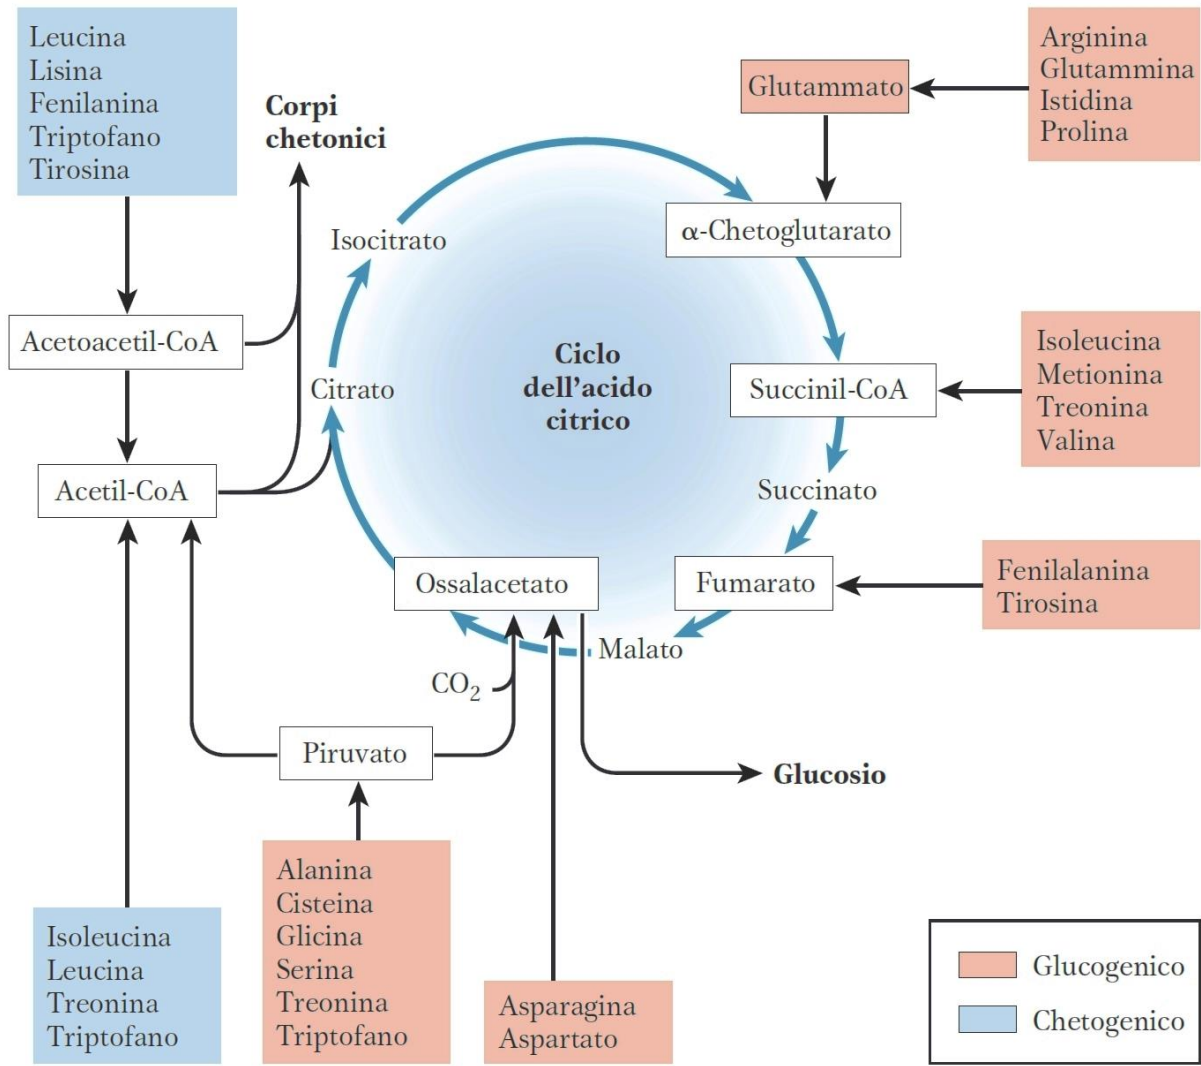 Leucina
Lisina
Fenilanina
Triptofano
Tirosina
Corpi
chetonici
Glutammato
Arginina
Glutammina
Istidina
Prolina
Isocitrato
α-Chetoglutarato
Acetoacetil-CoA
Citrato
Ciclo
dell'acido
citrico
Succinil-CoA
Isoleucina
Metionina
Treonina
Valina
Acetil-CoA
Succinato
Ossalacetato
Fumarato
Fenilalanina
Tirosina
Malato
CO₂
Piruvato
Glucosio
Isoleucina
Leucina
Treonina
Triptofano
Alanina
Cisteina
Glicina
Serina
Treonina
Triptofano
Asparagina
Aspartato
Glucogenico
Chetogenico